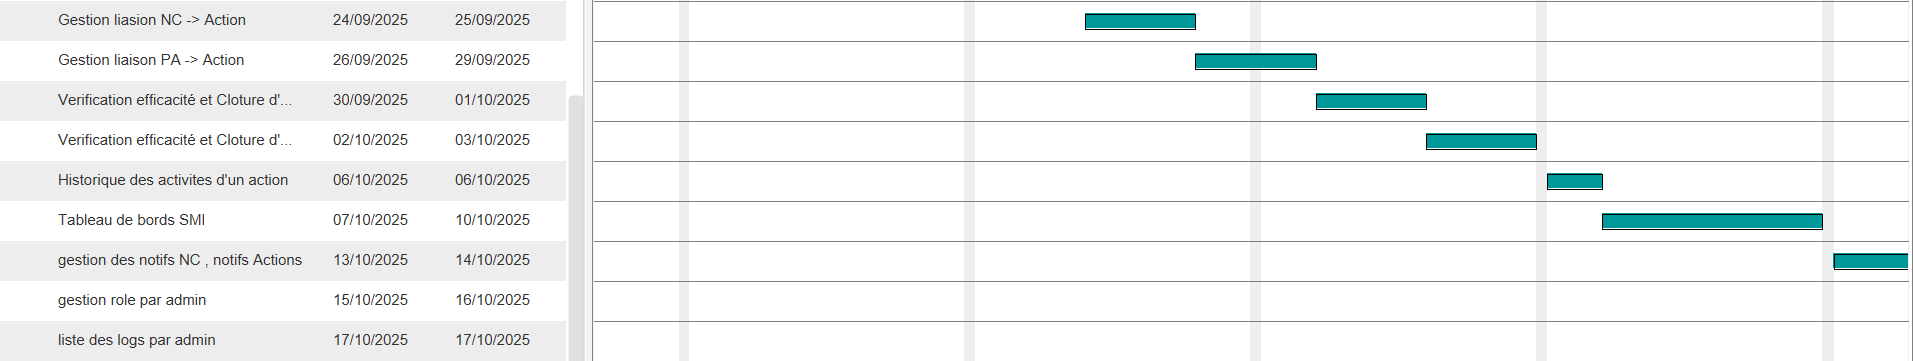 Gestion liasion NC -> Action 24/09/2025 25/09/2025
Gestion liaison PA -> Action 26/09/2025 29/09/2025
Verification efficacité et Cloture d'... 30/09/2025 01/10/2025
Verification efficacité et Cloture d'... 02/10/2025 03/10/2025
Historique des activites d'un action 06/10/2025 06/10/2025
Tableau de bords SMI 07/10/2025 10/10/2025
gestion des notifs NC , notifs Actions 13/10/2025 14/10/2025
gestion role par admin 15/10/2025 16/10/2025
liste des logs par admin 17/10/2025 17/10/2025